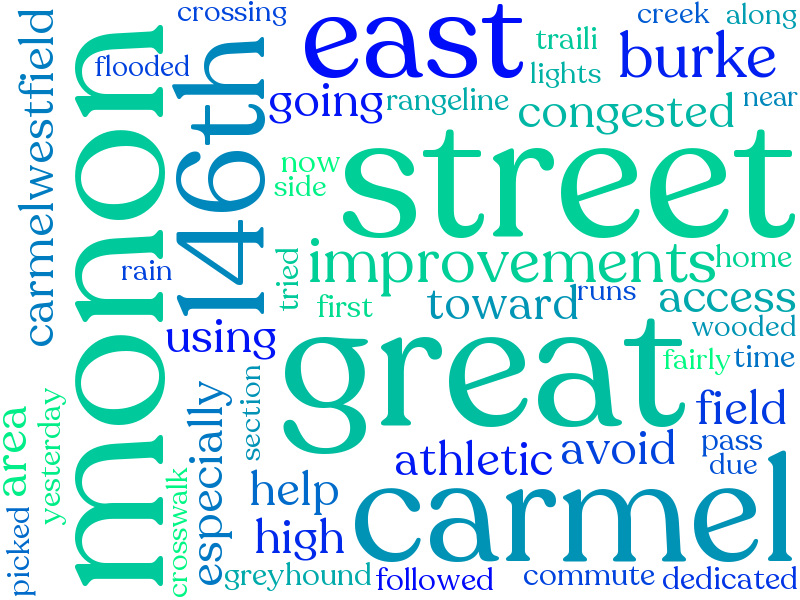 crossing
east
creek
along
traili
burke
flooded
lights
carmelwestfield
monon
146th
going
rangeline
near
congested
now
side
street
tried
improvements
home
rain
first
toward
runs
access
using
wooded
great
fairly
time
section
especially
field
area
yesterday
athletic
avoid
pass
due
crosswalk
help
carmel
picked
high
greyhound
followed
commute
dedicated